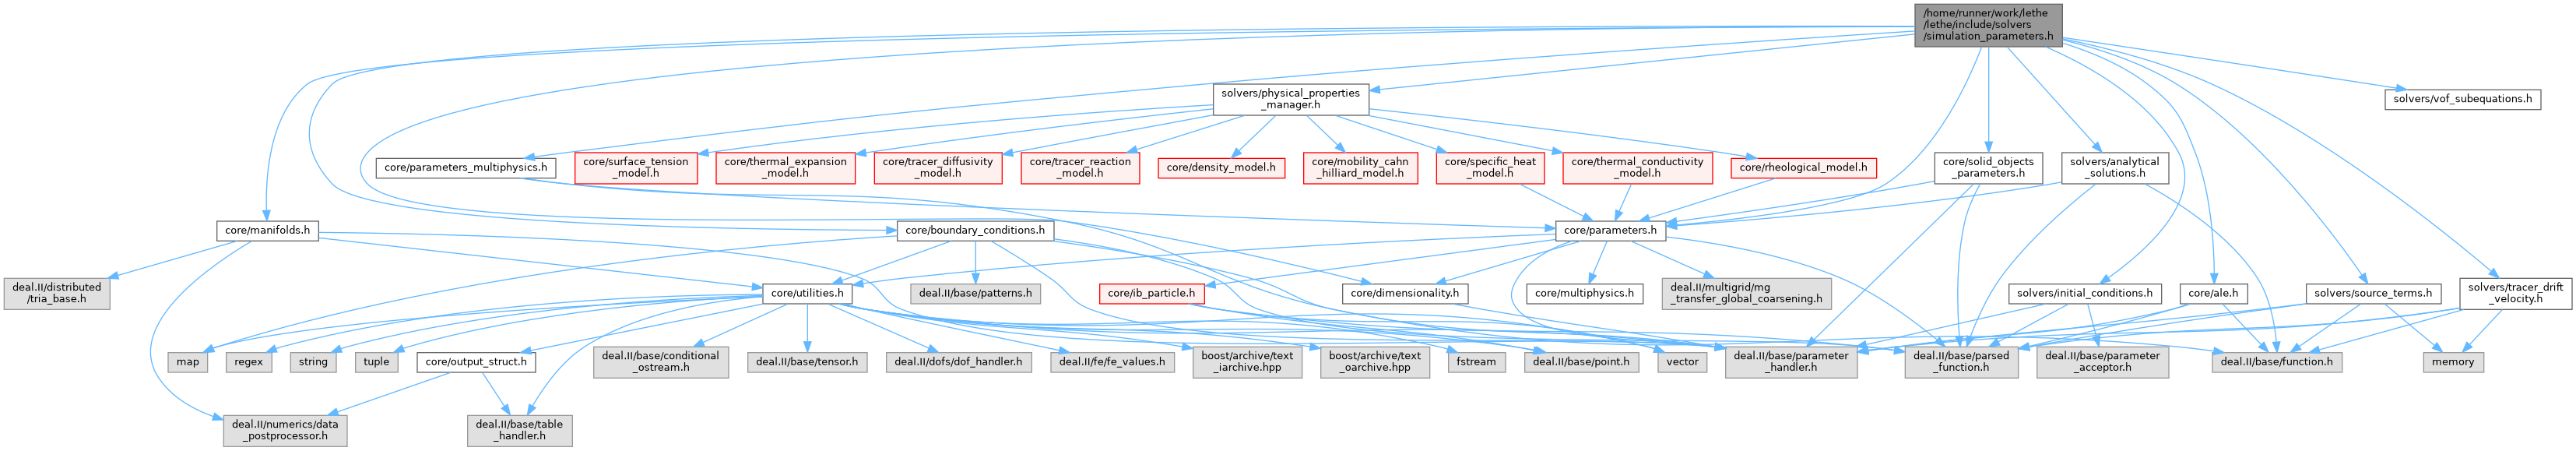 /home/runner/work/lethe
/lethe/include/solvers
/simulation_parameters.h
solvers/physical_properties
_manager.h
solvers/vof_subequations.h
core/parameters_multiphysics.h
core/surface_tension
_model.h
core/thermal_expansion
_model.h
core/tracer_diffusivity
_model.h
core/tracer_reaction
_model.h
core/density_model.h
core/mobility_cahn
_hilliard_model.h
core/specific_heat
_model.h
core/thermal_conductivity
_model.h
core/rheological_model.h
core/solid_objects
_parameters.h
solvers/analytical
_solutions.h
core/manifolds.h
core/boundary_conditions.h
core/parameters.h
deal.II/distributed
/tria_base.h
core/utilities.h
deal.II/base/patterns.h
core/ib_particle.h
core/dimensionality.h
core/multiphysics.h
deal.II/multigrid/mg
_transfer_global_coarsening.h
solvers/initial_conditions.h
core/ale.h
solvers/source_terms.h
solvers/tracer_drift
_velocity.h
map
regex
string
tuple
core/output_struct.h
deal.II/base/conditional
_ostream.h
deal.II/base/tensor.h
deal.II/dofs/dof_handler.h
deal.II/fe/fe_values.h
boost/archive/text
_iarchive.hpp
boost/archive/text
_oarchive.hpp
fstream
deal.II/base/point.h
vector
deal.II/base/parameter
_handler.h
deal.II/base/parsed
_function.h
deal.II/base/parameter
_acceptor.h
deal.II/base/function.h
memory
deal.II/numerics/data
_postprocessor.h
deal.II/base/table
_handler.h